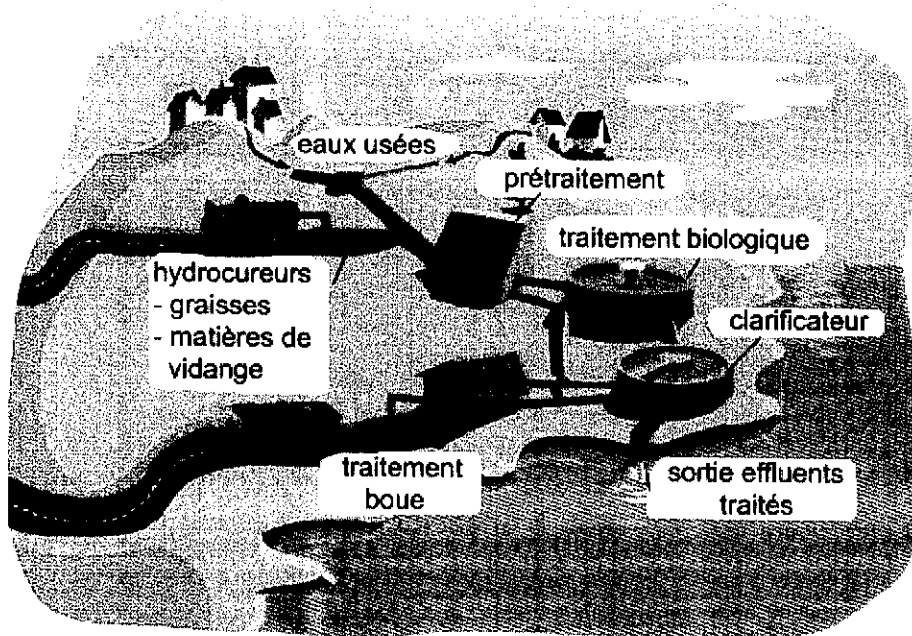 eaux usées
prétraitement
traitement biologique
hydrocureurs
- graisses
- matières de
vidange
clarificateur
traitement
boue
sortie effluents
traités